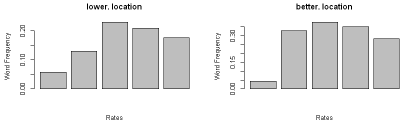 lower. location
better. location
Word Frequency
0.00
0.10
0.20
Rates
Word Frequency
0.00
0.15
0.30
Rates